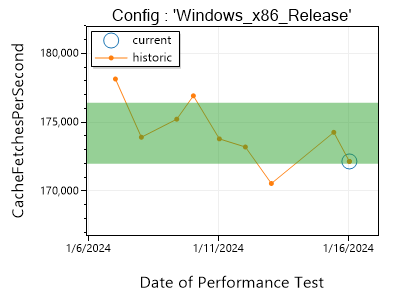 Config : 'Windows_x86_Release'
current
historic
CacheFetchesPerSecond
180,000
175,000
170,000
1/6/2024
1/11/2024
1/16/2024
Date of Performance Test